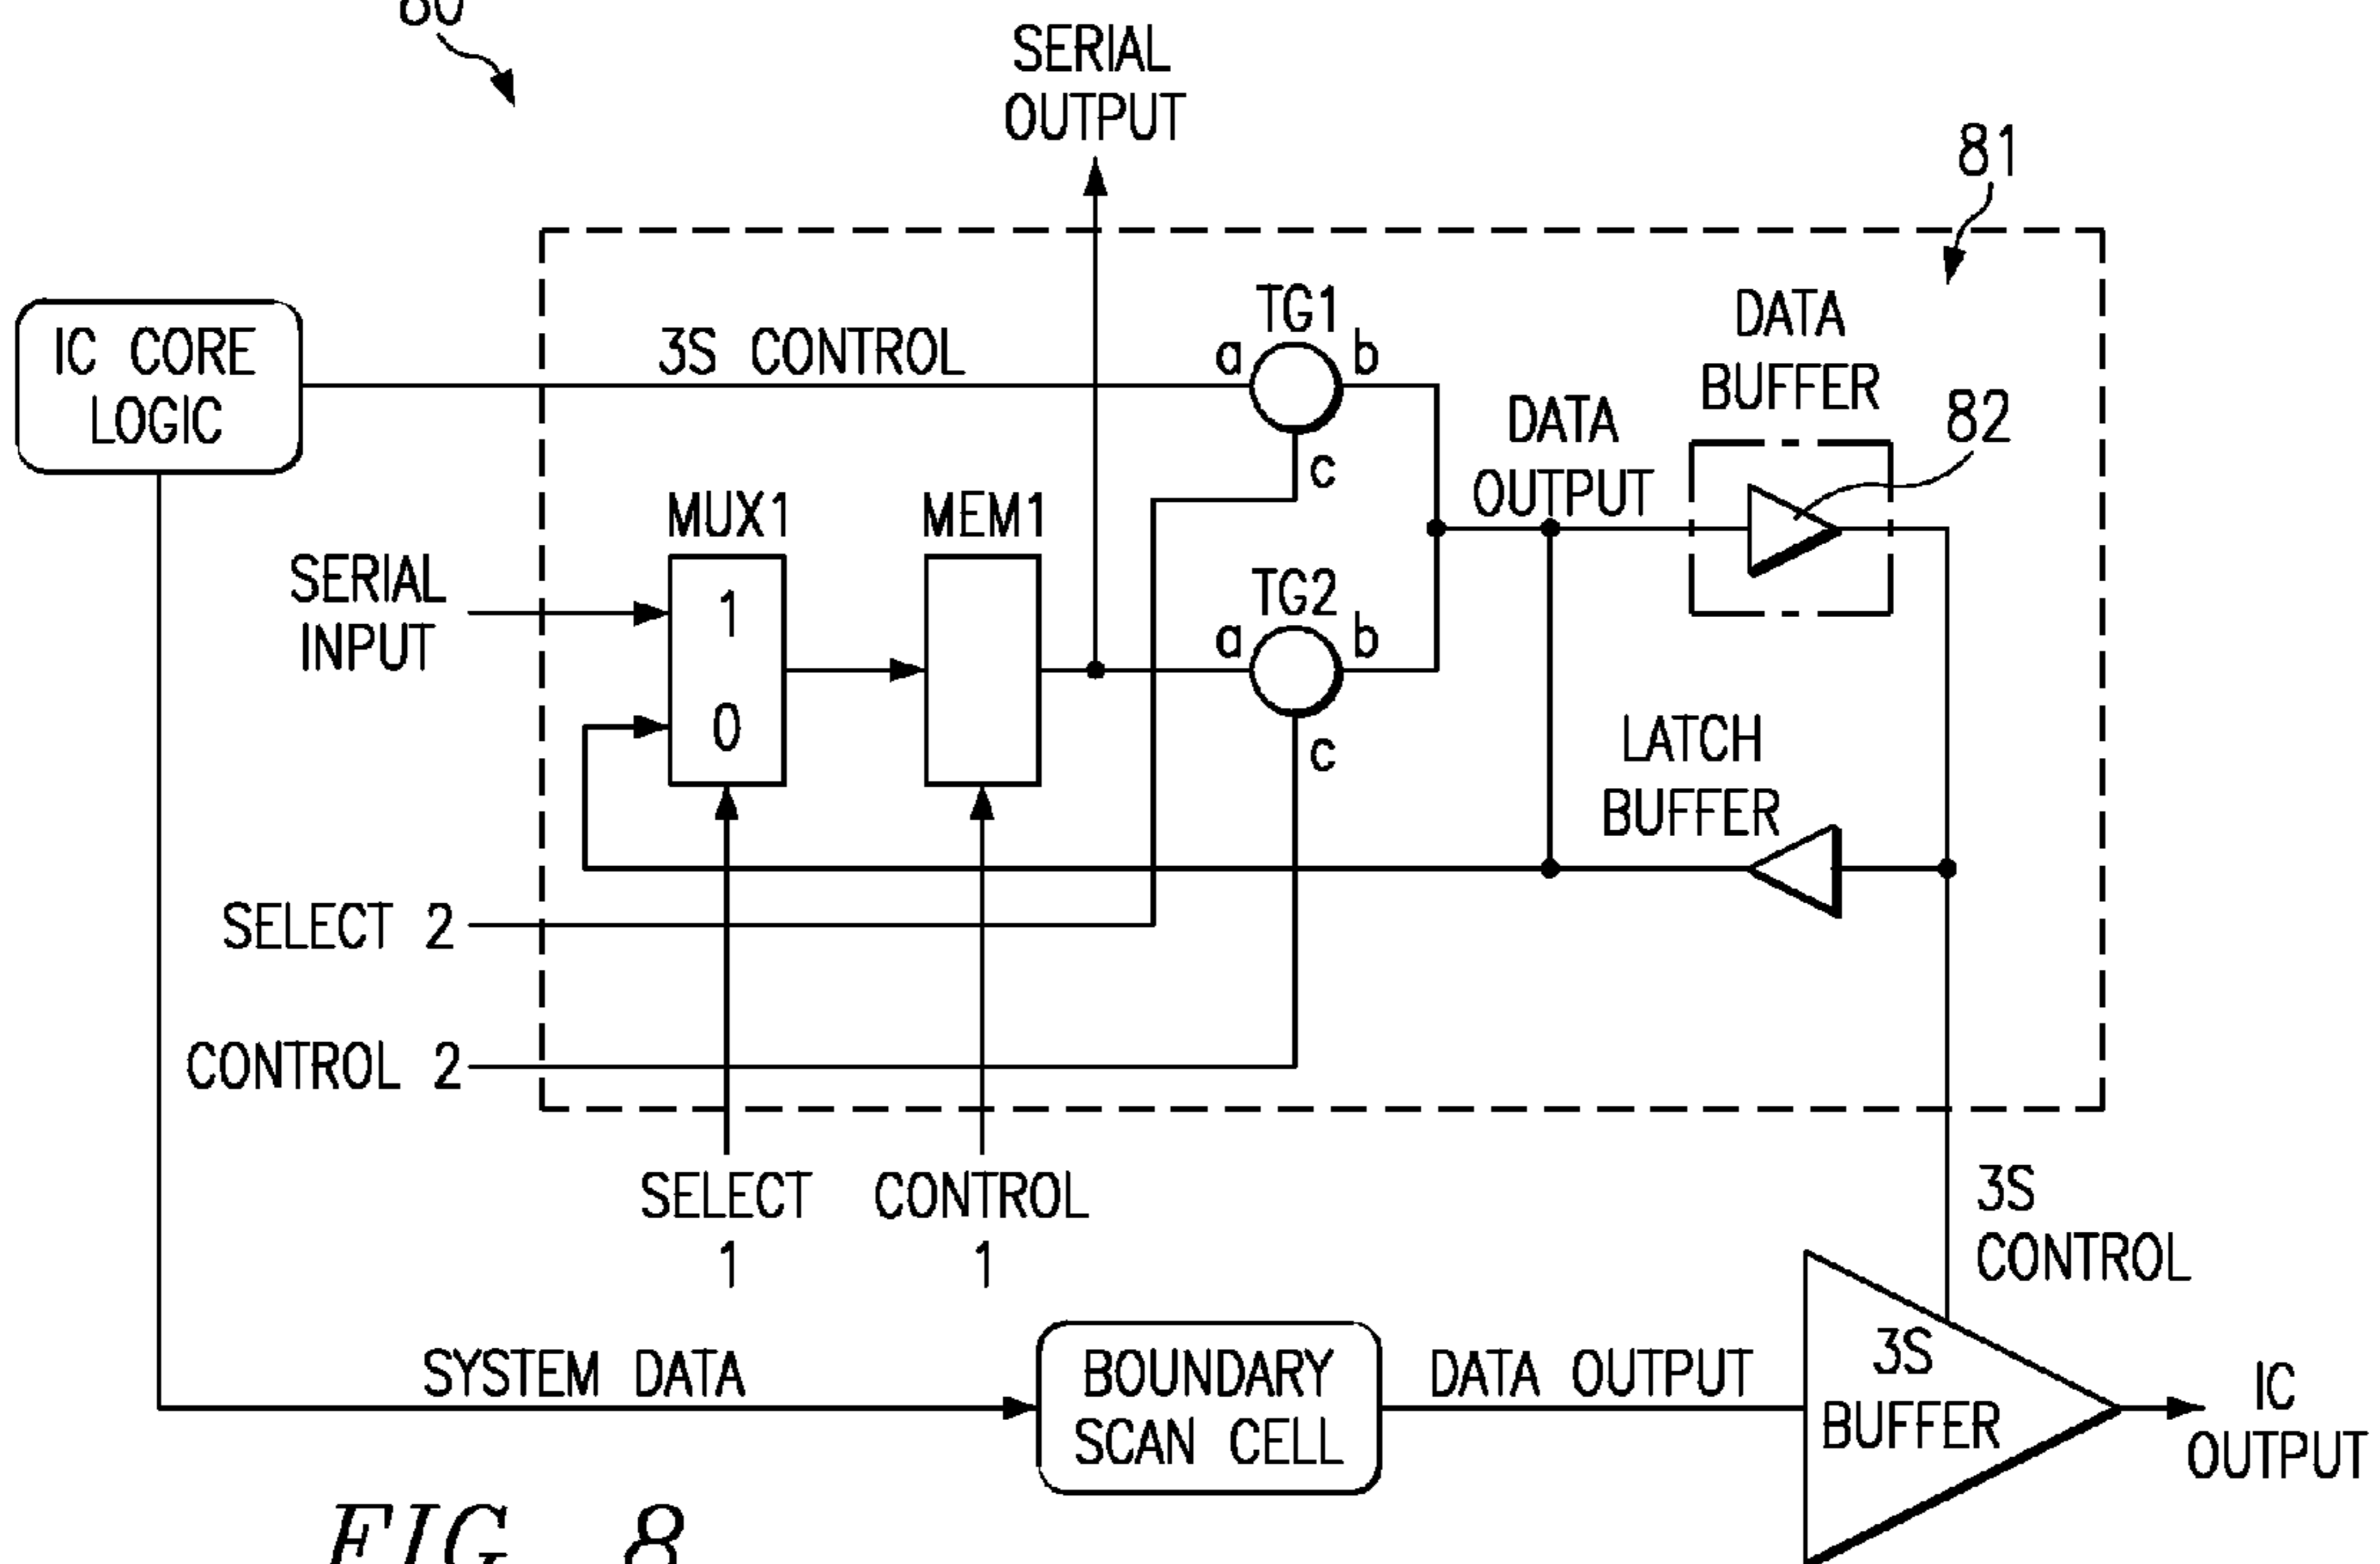 80
SERIAL
OUTPUT
81
IC CORE
LOGIC
3S CONTROL
TG1
a
b
c
DATA
BUFFER
82
DATA
OUTPUT
MUX1
1
0
MEM1
SERIAL
INPUT
TG2
a
b
c
LATCH
BUFFER
SELECT 2
CONTROL 2
SELECT
1
CONTROL
1
3S
CONTROL
SYSTEM DATA
BOUNDARY
SCAN CELL
DATA OUTPUT
3S
BUFFER
IC
OUTPUT
FIG. 8